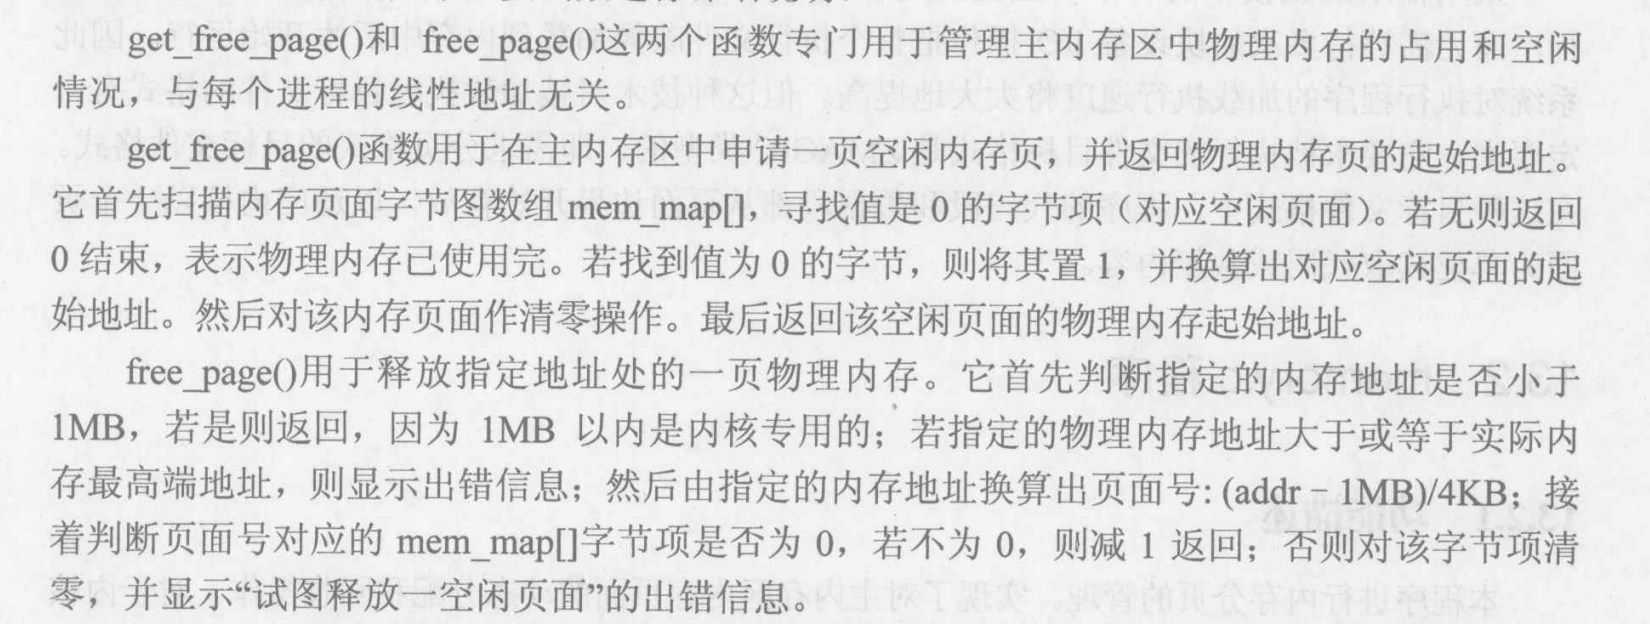 get_free_page()和 free_page()这两个函数专门用于管理主内存区中物理内存的占用和空闲
情况，与每个进程的线性地址无关。
get_free_page()函数用于在主内存区中申请一页空闲内存页，并返回物理内存页的起始地址。
它首先扫描内存页面字节图数组 mem_map[]，寻找值是 0 的字节项（对应空闲页面）。若无则返回
0 结束，表示物理内存已使用完。若找到值为 0 的字节，则将其置 1，并换算出对应空闲页面的起
始地址。然后对该内存页面作清零操作。最后返回该空闲页面的物理内存起始地址。
free_page()用于释放指定地址处的一页物理内存。它首先判断指定的内存地址是否小于
1MB，若是则返回，因为 1MB 以内是内核专用的；若指定的物理内存地址大于或等于实际内
存最高端地址，则显示出错信息；然后由指定的内存地址换算出页面号: (addr – 1MB)/4KB；接
着判断页面号对应的 mem_map[]字节项是否为 0，若不为 0，则减 1 返回；否则对该字节项清
零，并显示“试图释放一空闲页面”的出错信息。